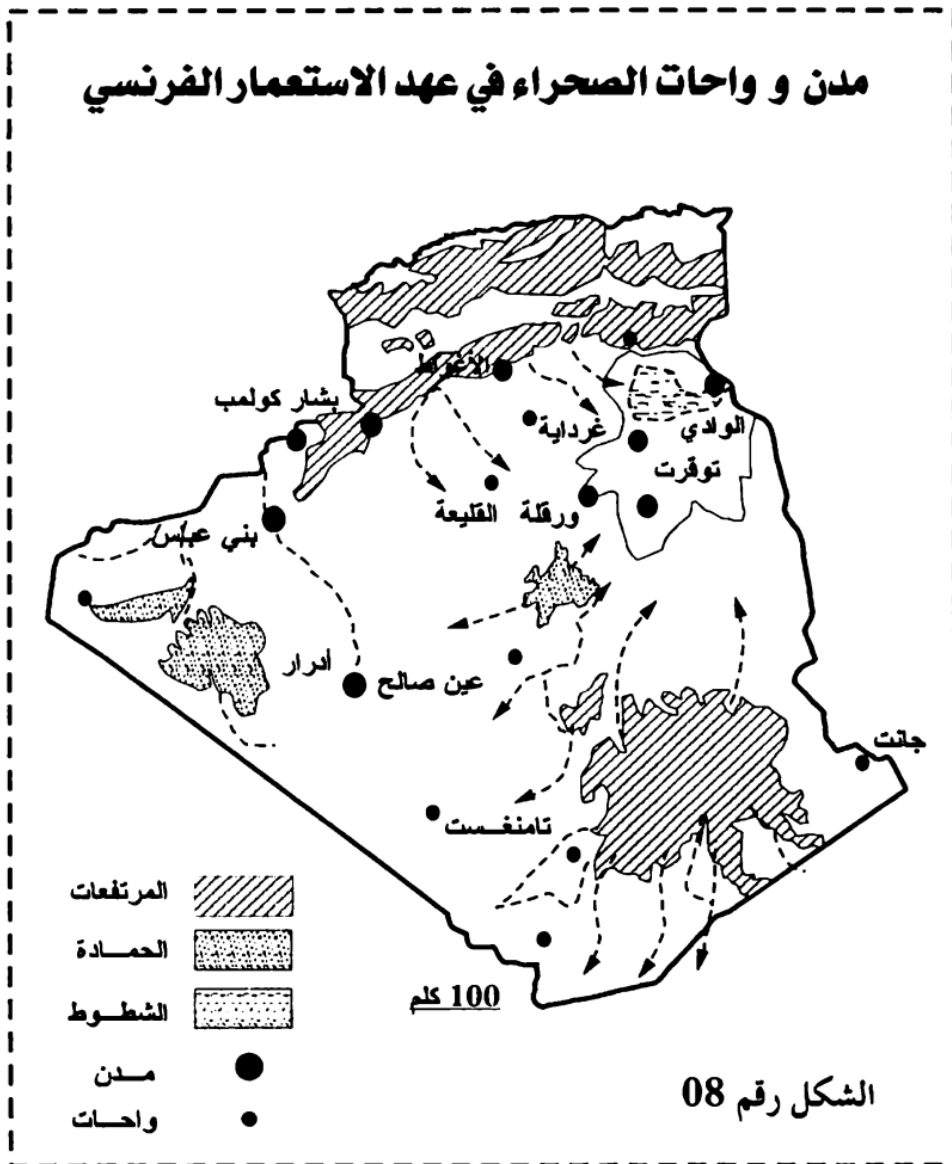 مدن و واحات الصحراء في عهد الاستعمار الفرنسي
الأغواط
بشار كولمب
غرداية
الوادي
توقرت
ورقلة
القليعة
بني عباس
أدرار
عين صالح
جانت
تامنغست
المرتفعات
الحمادة
الشطوط
مدن
واحات
100 كلم
الشكل رقم 08